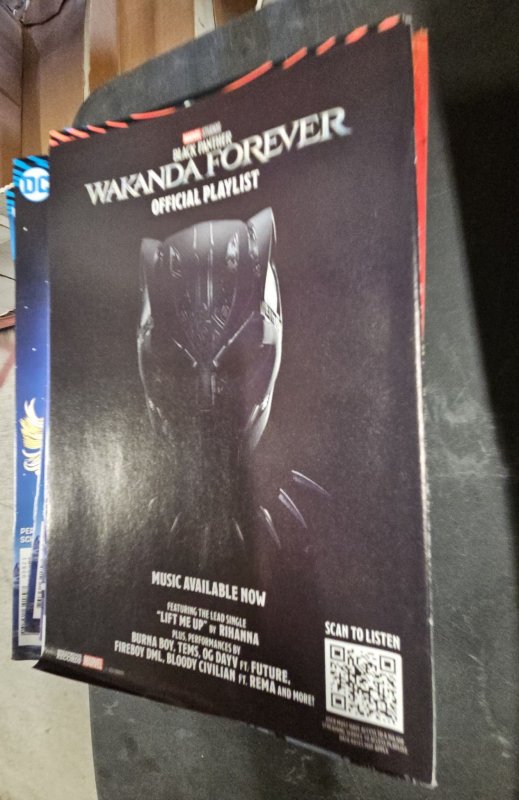 MARVEL STUDIOS
BLACK PANTHER
WAKANDA FOREVER
OFFICIAL PLAYLIST
DC
MUSIC AVAILABLE NOW
FEATURING THE LEAD SINGLE
"LIFT ME UP" BY RIHANNA
PLUS, PERFORMANCES BY
BURNA BOY, TEMS, OG DAYV FT. FUTURE,
FIREBOY DML, BLOODY CIVILIAN FT. REMA AND MORE!
SCAN TO LISTEN
MARVEL
PER